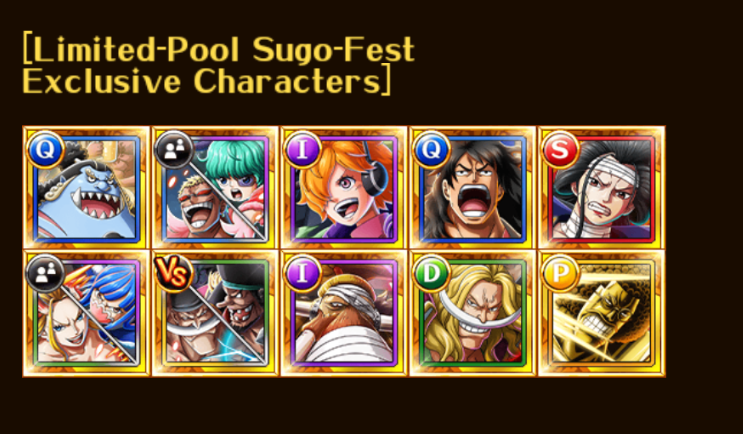 [Limited-Pool Sugo-Fest
Exclusive Characters]
Q I Q S
VS I D P